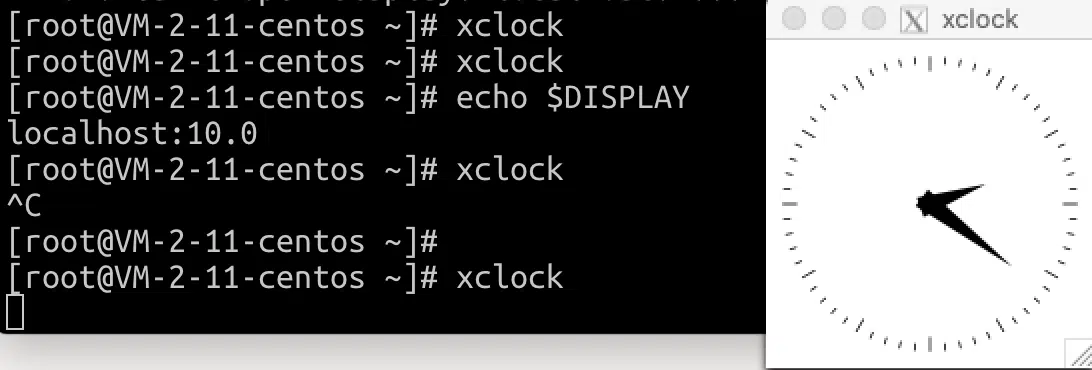 [root@VM-2-11-centos ~]# xclock
[root@VM-2-11-centos ~]# xclock
[root@VM-2-11-centos ~]# echo $DISPLAY
localhost:10.0
[root@VM-2-11-centos ~]# xclock
^C
[root@VM-2-11-centos ~]#
[root@VM-2-11-centos ~]# xclock
xclock